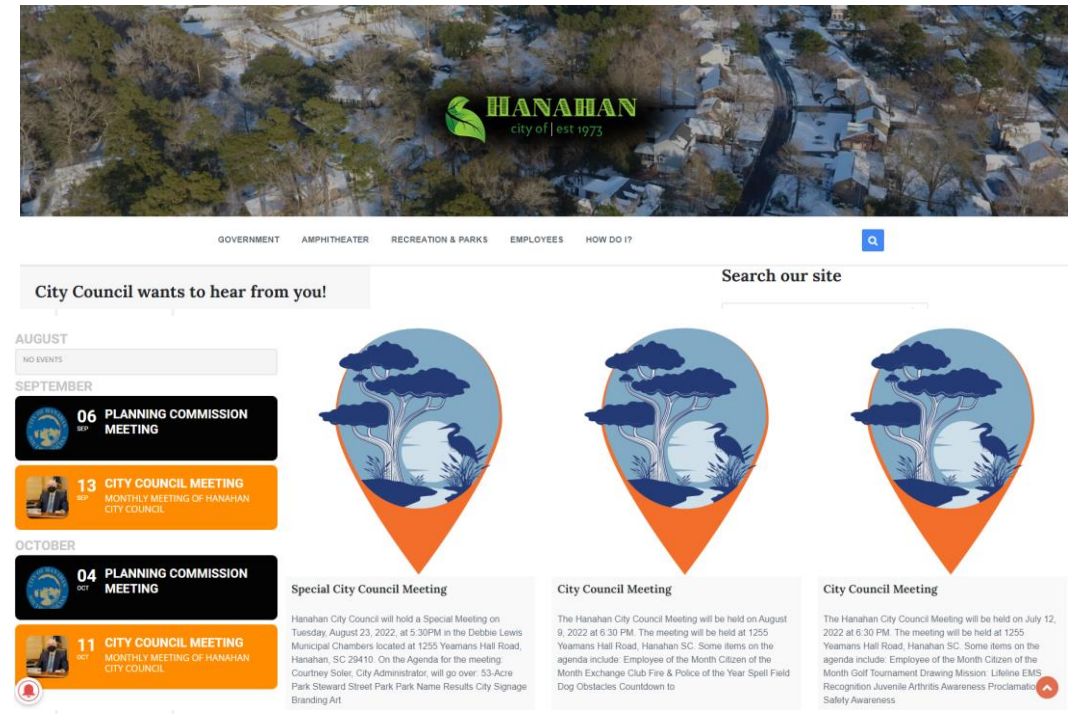 HANAHAN
city of | est 1973
GOVERNMENT AMPHITHEATER RECREATION & PARKS EMPLOYEES HOW DO I?
City Council wants to hear from you!
Search our site
AUGUST
NO EVENTS
SEPTEMBER
06 PLANNING COMMISSION
SEP MEETING
13 CITY COUNCIL MEETING
SEP MONTHLY MEETING OF HANAHAN
CITY COUNCIL
OCTOBER
04 PLANNING COMMISSION
OCT MEETING
11 CITY COUNCIL MEETING
OCT MONTHLY MEETING OF HANAHAN
CITY COUNCIL
Special City Council Meeting
Hanahan City Council will hold a Special Meeting on
Tuesday, August 23, 2022, at 5:30PM in the Debbie Lewis
Municipal Chambers located at 1255 Yeamans Hall Road,
Hanahan, SC 29410. On the Agenda for the meeting:
Courtney Soler, City Administrator, will go over: 53-Acre
Park Steward Street Park Park Name Results City Signage
Branding Art
City Council Meeting
The Hanahan City Council Meeting will be held on August
9, 2022 at 6:30 PM. The meeting will be held at 1255
Yeamans Hall Road, Hanahan SC. Some items on the
agenda include: Employee of the Month Citizen of the
Month Exchange Club Fire & Police of the Year Spell Field
Dog Obstacles Countdown to
City Council Meeting
The Hanahan City Council Meeting will be held on July 12,
2022 at 6:30 PM. The meeting will be held at 1255
Yeamans Hall Road, Hanahan SC. Some items on the
agenda include: Employee of the Month Citizen of the
Month Golf Tournament Drawing Mission: Lifeline EMS
Recognition Juvenile Arthritis Awareness
Safety Awareness